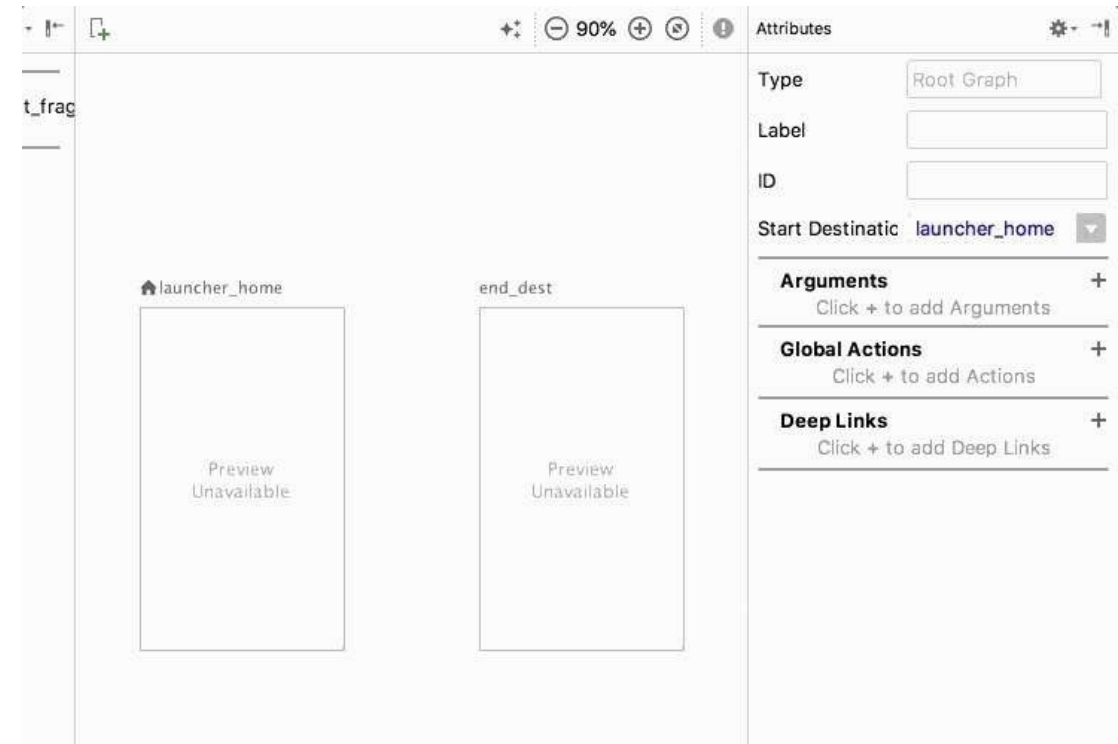 90%
Attributes
t_frag
Type Root Graph
Label
ID
Start Destinatic launcher_home
Arguments
Click + to add Arguments
Global Actions
Click + to add Actions
Deep Links
Click + to add Deep Links
launcher_home
end_dest
Preview
Unavailable
Preview
Unavailable